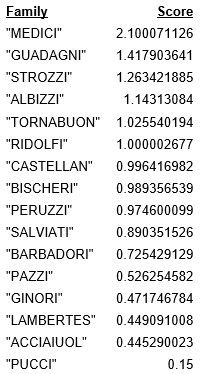 Family Score
"MEDICI" 2.100071126
"GUADAGNI" 1.417903641
"STROZZI" 1.263421885
"ALBIZZI" 1.14313084
"TORNABUON" 1.025540194
"RIDOLFI" 1.000002677
"CASTELLAN" 0.996416982
"BISCHERI" 0.989356539
"PERUZZI" 0.974600099
"SALVIATI" 0.890351526
"BARBADORI" 0.725429129
"PAZZI" 0.526254582
"GINORI" 0.471746784
"LAMBERTES" 0.449091008
"ACCIAIUOL" 0.445290023
"PUCCI" 0.15